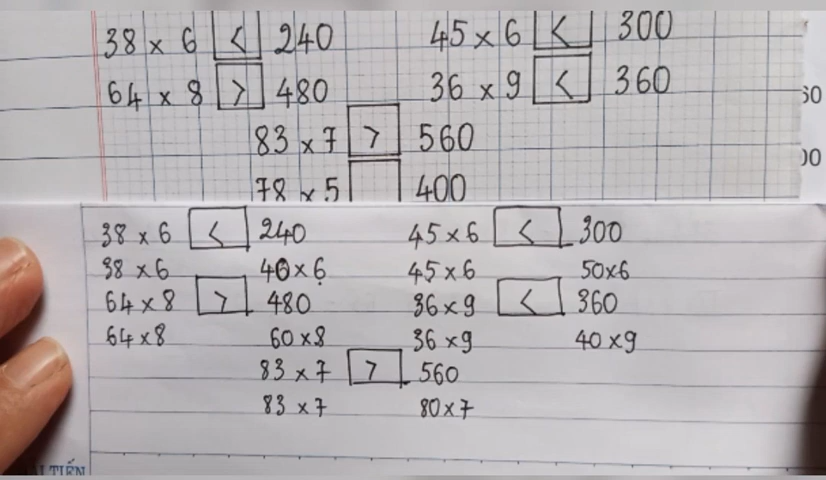 38 × 6 < 240 45 × 6 < 300
64 × 8 > 480 36 × 9 < 360
83 × 7 > 560
78 × 5 400
38 × 6 < 240 45 × 6 < 300
38 × 6 40 × 6 45 × 6 50×6
64 × 8 > 480 36 × 9 < 360
64 × 8 60 × 8 36 × 9 40 × 9
83 × 7 > 560
83 × 7 80 × 7
TIẾN